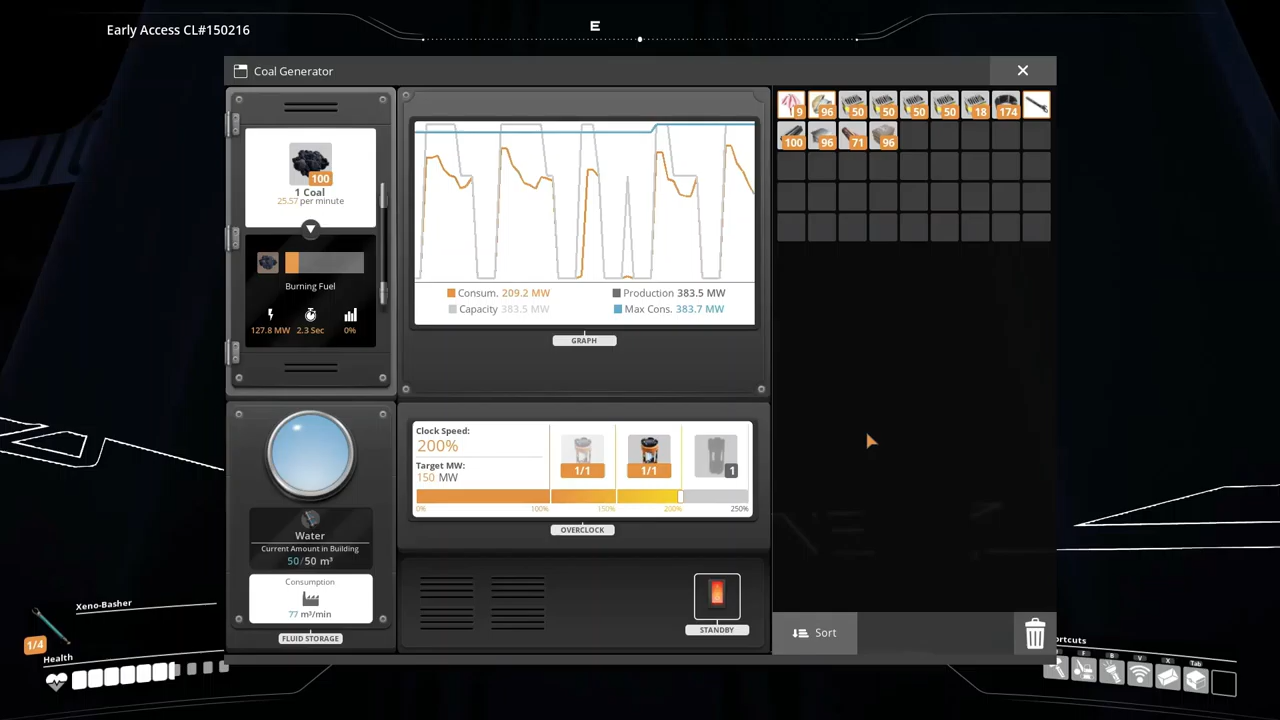 Early Access CL#150216
E
Coal Generator
100
1 Coal
25.57 per minute
Burning Fuel
127.8 MW 2.3 Sec 0%
Consum. 209.2 MW Production 383.5 MW
Capacity 383.5 MW Max Cons. 383.7 MW
GRAPH
19 96 50 50 50 50 18 174
100 96 71 96
Clock Speed:
200%
Target MW:
150 MW
1/1 1/1 1
0% 100% 150% 200% 250%
OVERCLOCK
Water
Current Amount in Building
50/50 m³
Consumption
77 m³/min
FLUID STORAGE
STANDBY
Sort
Xeno-Basher
1/4
Health
ortcuts
F B V X Tab